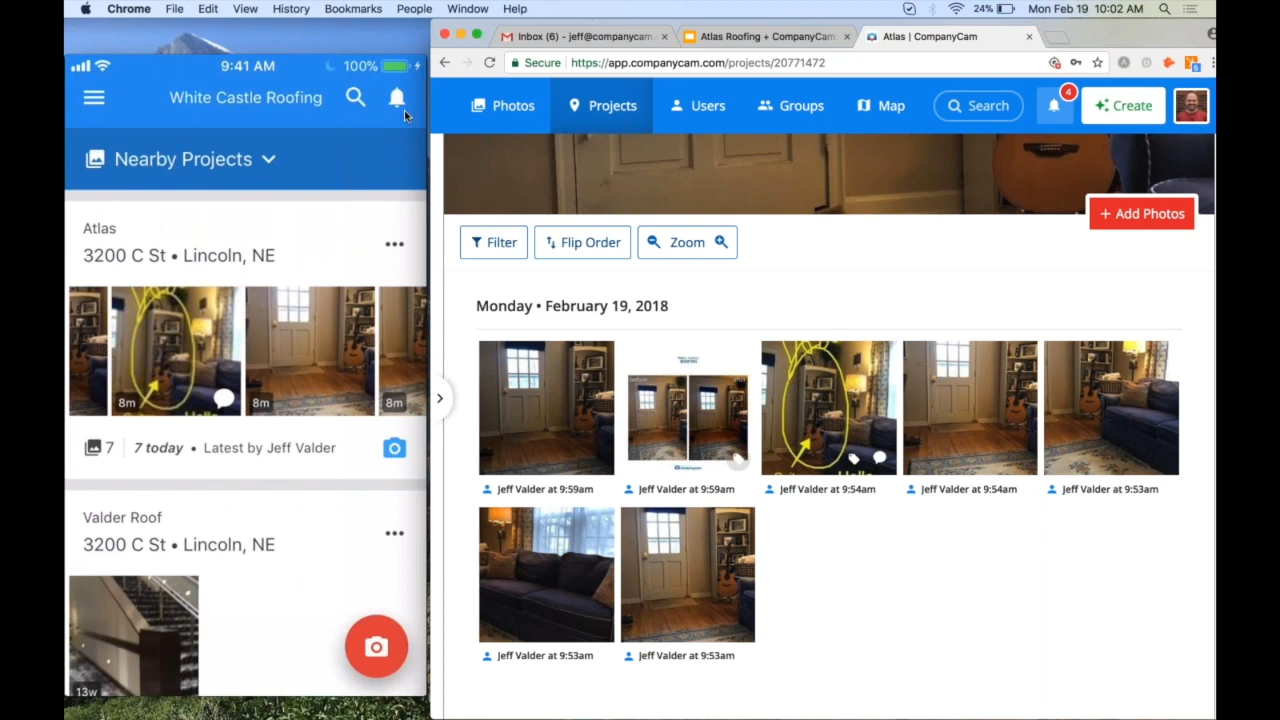 Chrome File Edit View History Bookmarks People Window Help
24% Mon Feb 19 10:02 AM
Inbox (6) - jeff@companycam.
Atlas Roofing + CompanyCam
Atlas | CompanyCam
Secure https://app.companycam.com/projects/20771472
9:41 AM 100%
White Castle Roofing
Nearby Projects
Atlas
3200 C St • Lincoln, NE
8m
8m
8m
7 7 today • Latest by Jeff Valder
Valder Roof
3200 C St • Lincoln, NE
13w
Photos Projects Users Groups Map Search 4 Create
+ Add Photos
Filter Flip Order Zoom
Monday • February 19, 2018
before after
Jeff Valder at 9:59am
Jeff Valder at 9:59am
Jeff Valder at 9:54am
Jeff Valder at 9:54am
Jeff Valder at 9:53am
Jeff Valder at 9:53am
Jeff Valder at 9:53am